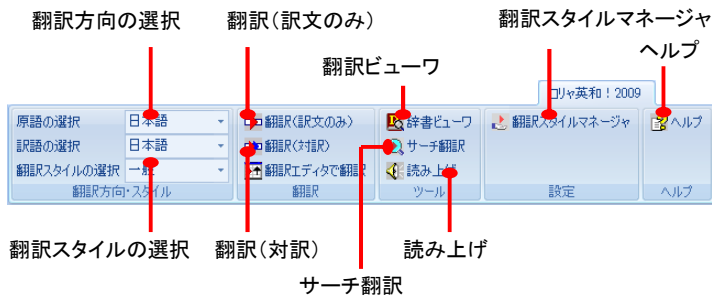 翻訳方向の選択 翻訳(訳文のみ) 翻訳スタイルマネージャ
翻訳ビューワ ヘルプ
コリャ英和!2009
原語の選択 日本語 翻訳(訳文のみ) 辞書ビューワ 翻訳スタイルマネージャ ヘルプ
訳語の選択 日本語 翻訳(対訳) サーチ翻訳
翻訳スタイルの選択 一般 翻訳エディタで翻訳 読み上げ
翻訳方向・スタイル 翻訳 ツール 設定 ヘルプ
翻訳スタイルの選択 翻訳(対訳) 読み上げ
サーチ翻訳